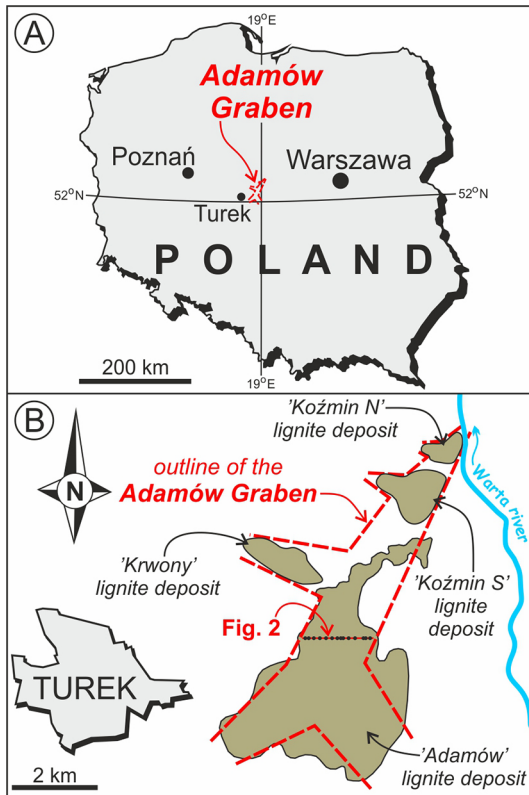 A
19°E
Adamów
Graben
Poznań
Warszawa
52°N
52°N
Turek
POLAND
200 km
19°E
B
'Koźmin N'
lignite deposit
N
outline of the
Adamów Graben
Warta river
'Krwony'
lignite deposit
'Koźmin S'
lignite
deposit
Fig. 2
TUREK
'Adamów'
lignite deposit
2 km